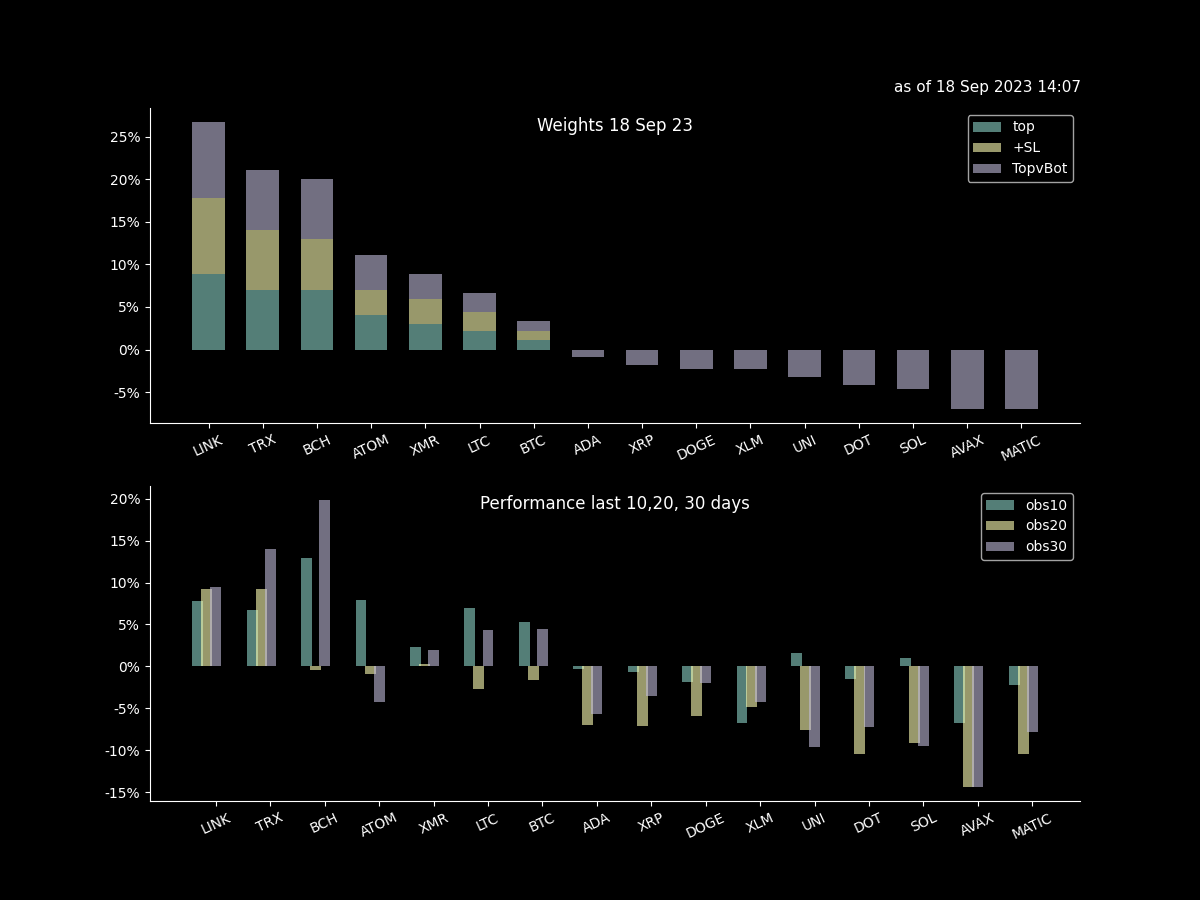 as of 18 Sep 2023 14:07
Weights 18 Sep 23
top
+SL
TopvBot
25%
20%
15%
10%
5%
0%
-5%
LINK TRX BCH ATOM XMR LTC BTC ADA XRP DOGE XLM UNI DOT SOL AVAX MATIC
Performance last 10,20, 30 days
obs10
obs20
obs30
20%
15%
10%
5%
0%
-5%
-10%
-15%
LINK TRX BCH ATOM XMR LTC BTC ADA XRP DOGE XLM UNI DOT SOL AVAX MATIC